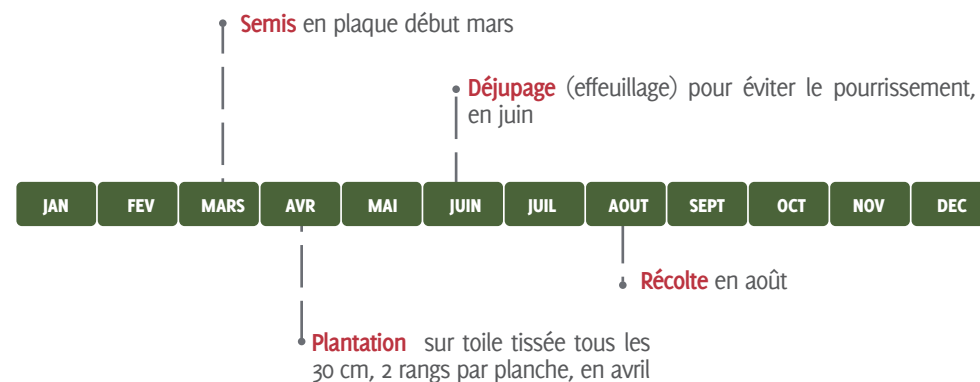 Semis en plaque début mars
Déjupage (effeuillage) pour éviter le pourrissement,
en juin
JAN FEV MARS AVR MAI JUIN JUIL AOUT SEPT OCT NOV DEC
Récolte en août
Plantation sur toile tissée tous les
30 cm, 2 rangs par planche, en avril